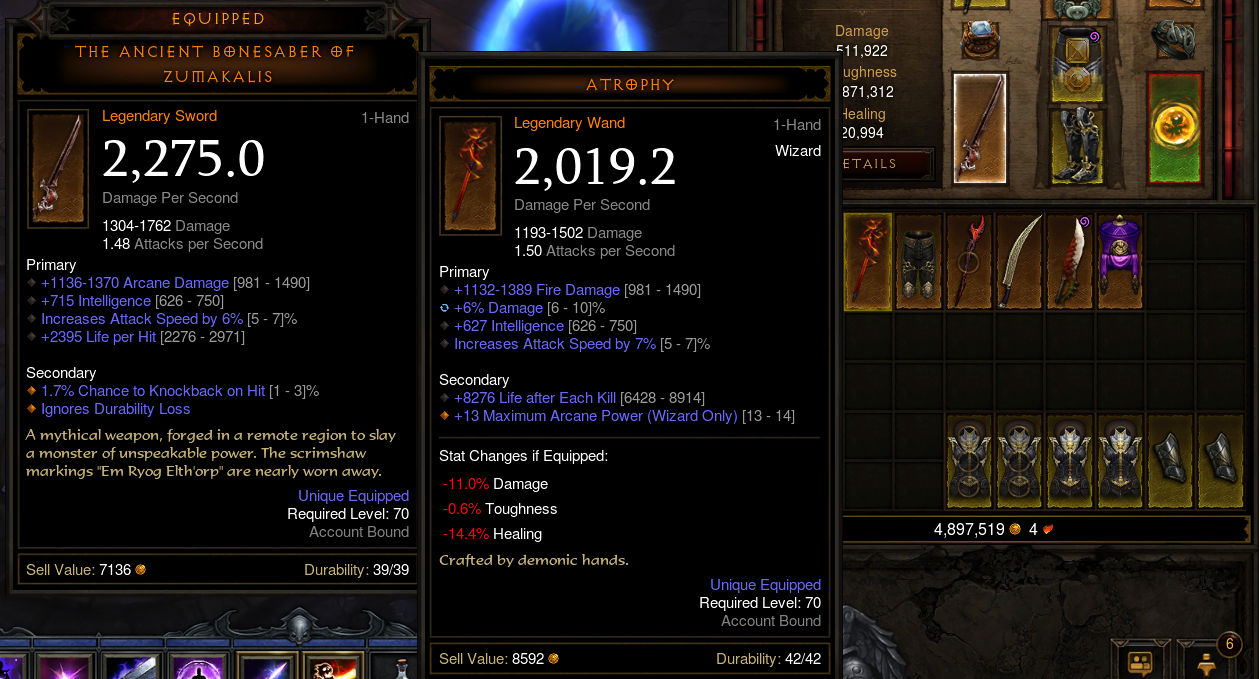 EQUIPPED
THE ANCIENT BONESABER OF
ZUMAKALIS
Legendary Sword
1-Hand
2,275.0
Damage Per Second
1304-1762 Damage
1.48 Attacks per Second
Primary
+1136-1370 Arcane Damage [981 - 1490]
+715 Intelligence [626 - 750]
Increases Attack Speed by 6% [5 - 7]%
+2395 Life per Hit [2276 - 2971]
Secondary
1.7% Chance to Knockback on Hit [1 - 3]%
Ignores Durability Loss
A mythical weapon, forged in a remote region to slay
a monster of unspeakable power. The scrimshaw
markings "Em Ryog Elth'orp" are nearly worn away.
Unique Equipped
Required Level: 70
Account Bound
Sell Value: 7136
Durability: 39/39
ATROPHY
Legendary Wand
1-Hand
Wizard
2,019.2
Damage Per Second
1193-1502 Damage
1.50 Attacks per Second
Primary
+1132-1389 Fire Damage [981 - 1490]
+6% Damage [6 - 10]%
+627 Intelligence [626 - 750]
Increases Attack Speed by 7% [5 - 7]%
Secondary
+8276 Life after Each Kill [6428 - 8914]
+13 Maximum Arcane Power (Wizard Only) [13 - 14]
Stat Changes if Equipped:
-11.0% Damage
-0.6% Toughness
-14.4% Healing
Crafted by demonic hands.
Unique Equipped
Required Level: 70
Account Bound
Sell Value: 8592
Durability: 42/42
Damage
511,922
ughness
871,312
Healing
20,994
ETAILS
4,897,519
4
6